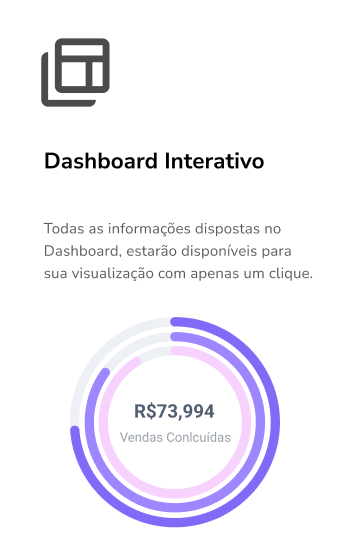 Dashboard Interativo
Todas as informações dispostas no
Dashboard, estarão disponíveis para
sua visualização com apenas um clique.
R$73,994
Vendas Conlcuídas